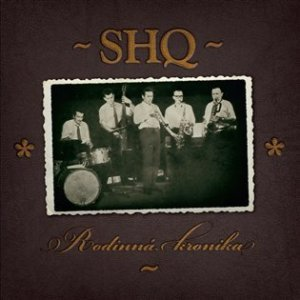 ~ SHQ ~
Rodinná kronika